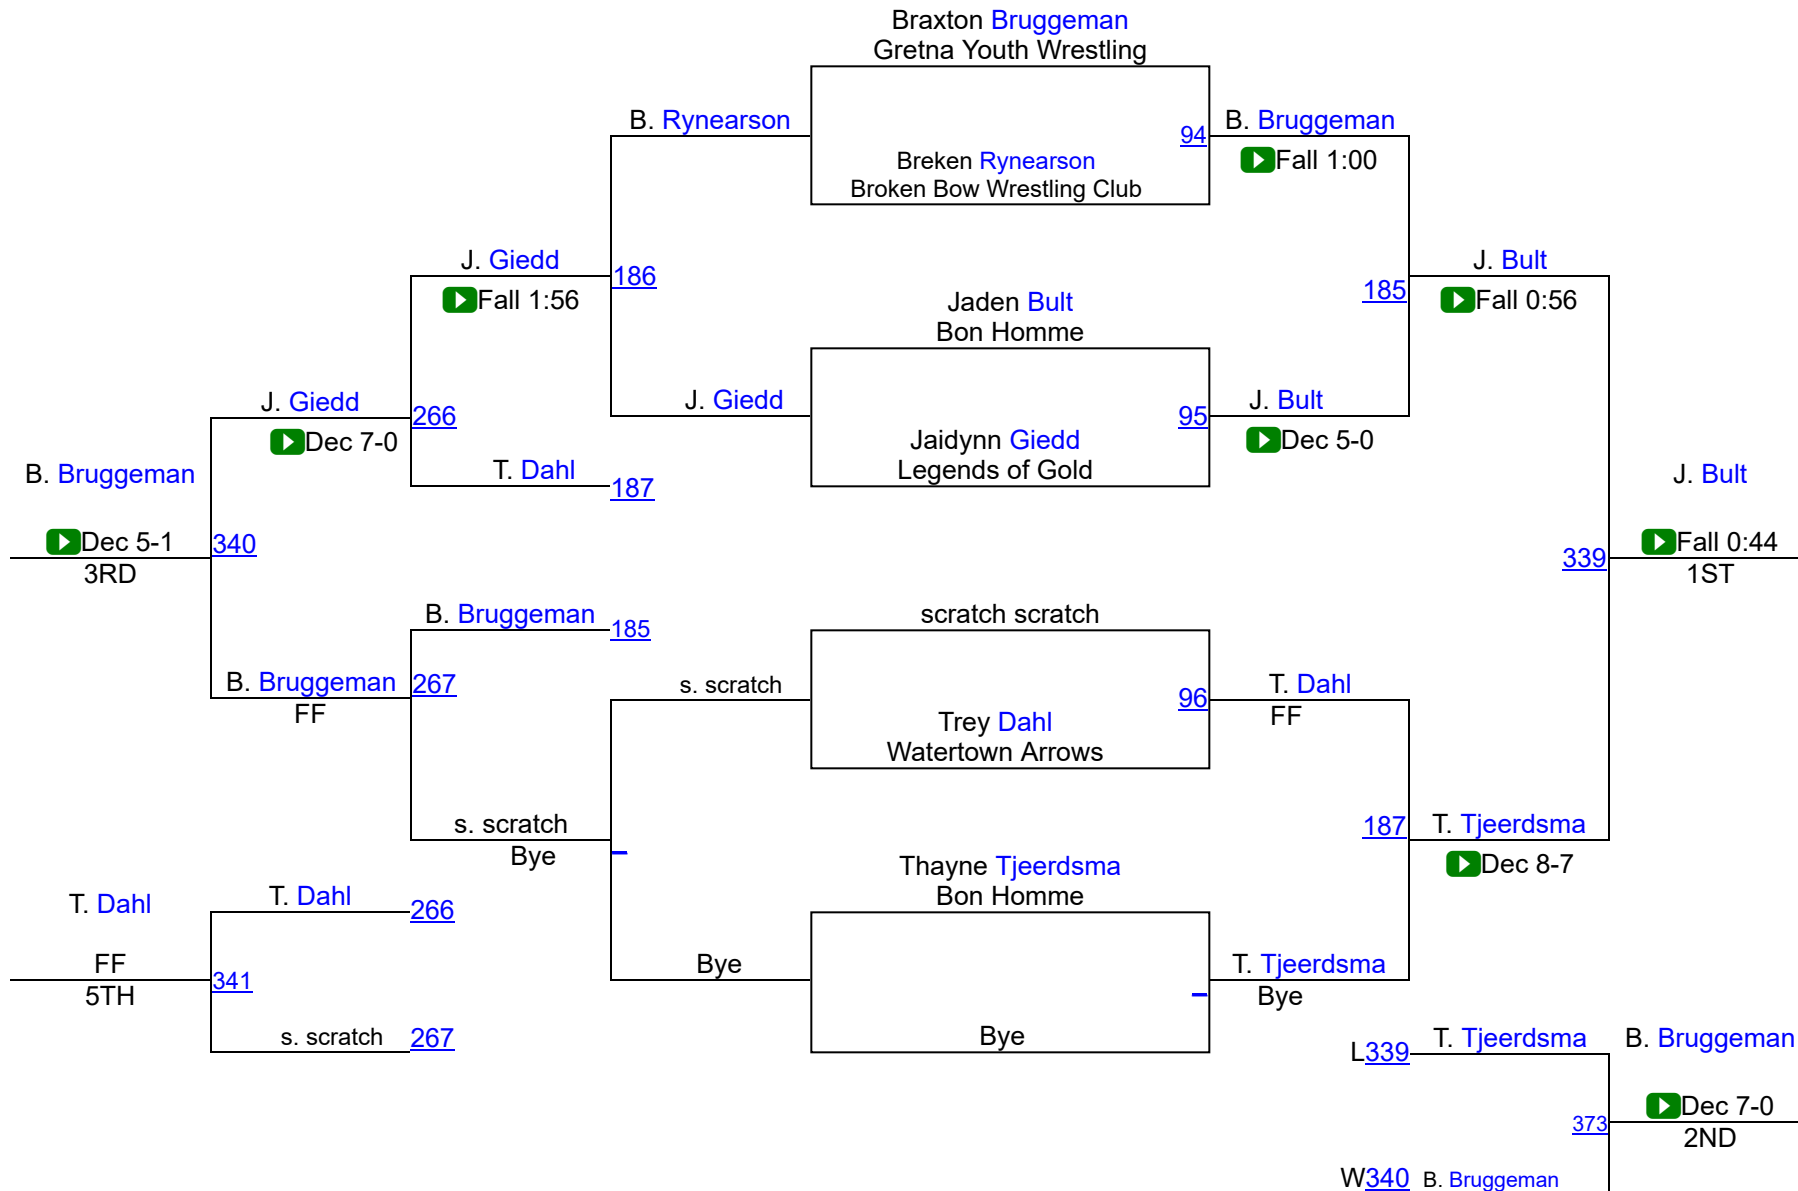 Braxton Bruggeman
Gretna Youth Wrestling
B. Rynearson
94
B. Bruggeman
Fall 1:00
Breken Rynearson
Broken Bow Wrestling Club
J. Giedd
186
Fall 1:56
J. Bult
185
Fall 0:56
Jaden Bult
Bon Homme
J. Giedd
266
Dec 7-0
J. Giedd
95
J. Bult
Dec 5-0
Jaidynn Giedd
Legends of Gold
T. Dahl
187
B. Bruggeman
Dec 5-1
340
3RD
J. Bult
Fall 0:44
339
1ST
B. Bruggeman
185
scratch scratch
B. Bruggeman
267
FF
s. scratch
96
T. Dahl
FF
Trey Dahl
Watertown Arrows
s. scratch
Bye
187
T. Tjeerdsma
Dec 8-7
Thayne Tjeerdsma
Bon Homme
T. Dahl
T. Dahl
266
FF
341
5TH
Bye
T. Tjeerdsma
Bye
s. scratch
267
Bye
L339
T. Tjeerdsma
B. Bruggeman
Dec 7-0
373
2ND
W340
B. Bruggeman